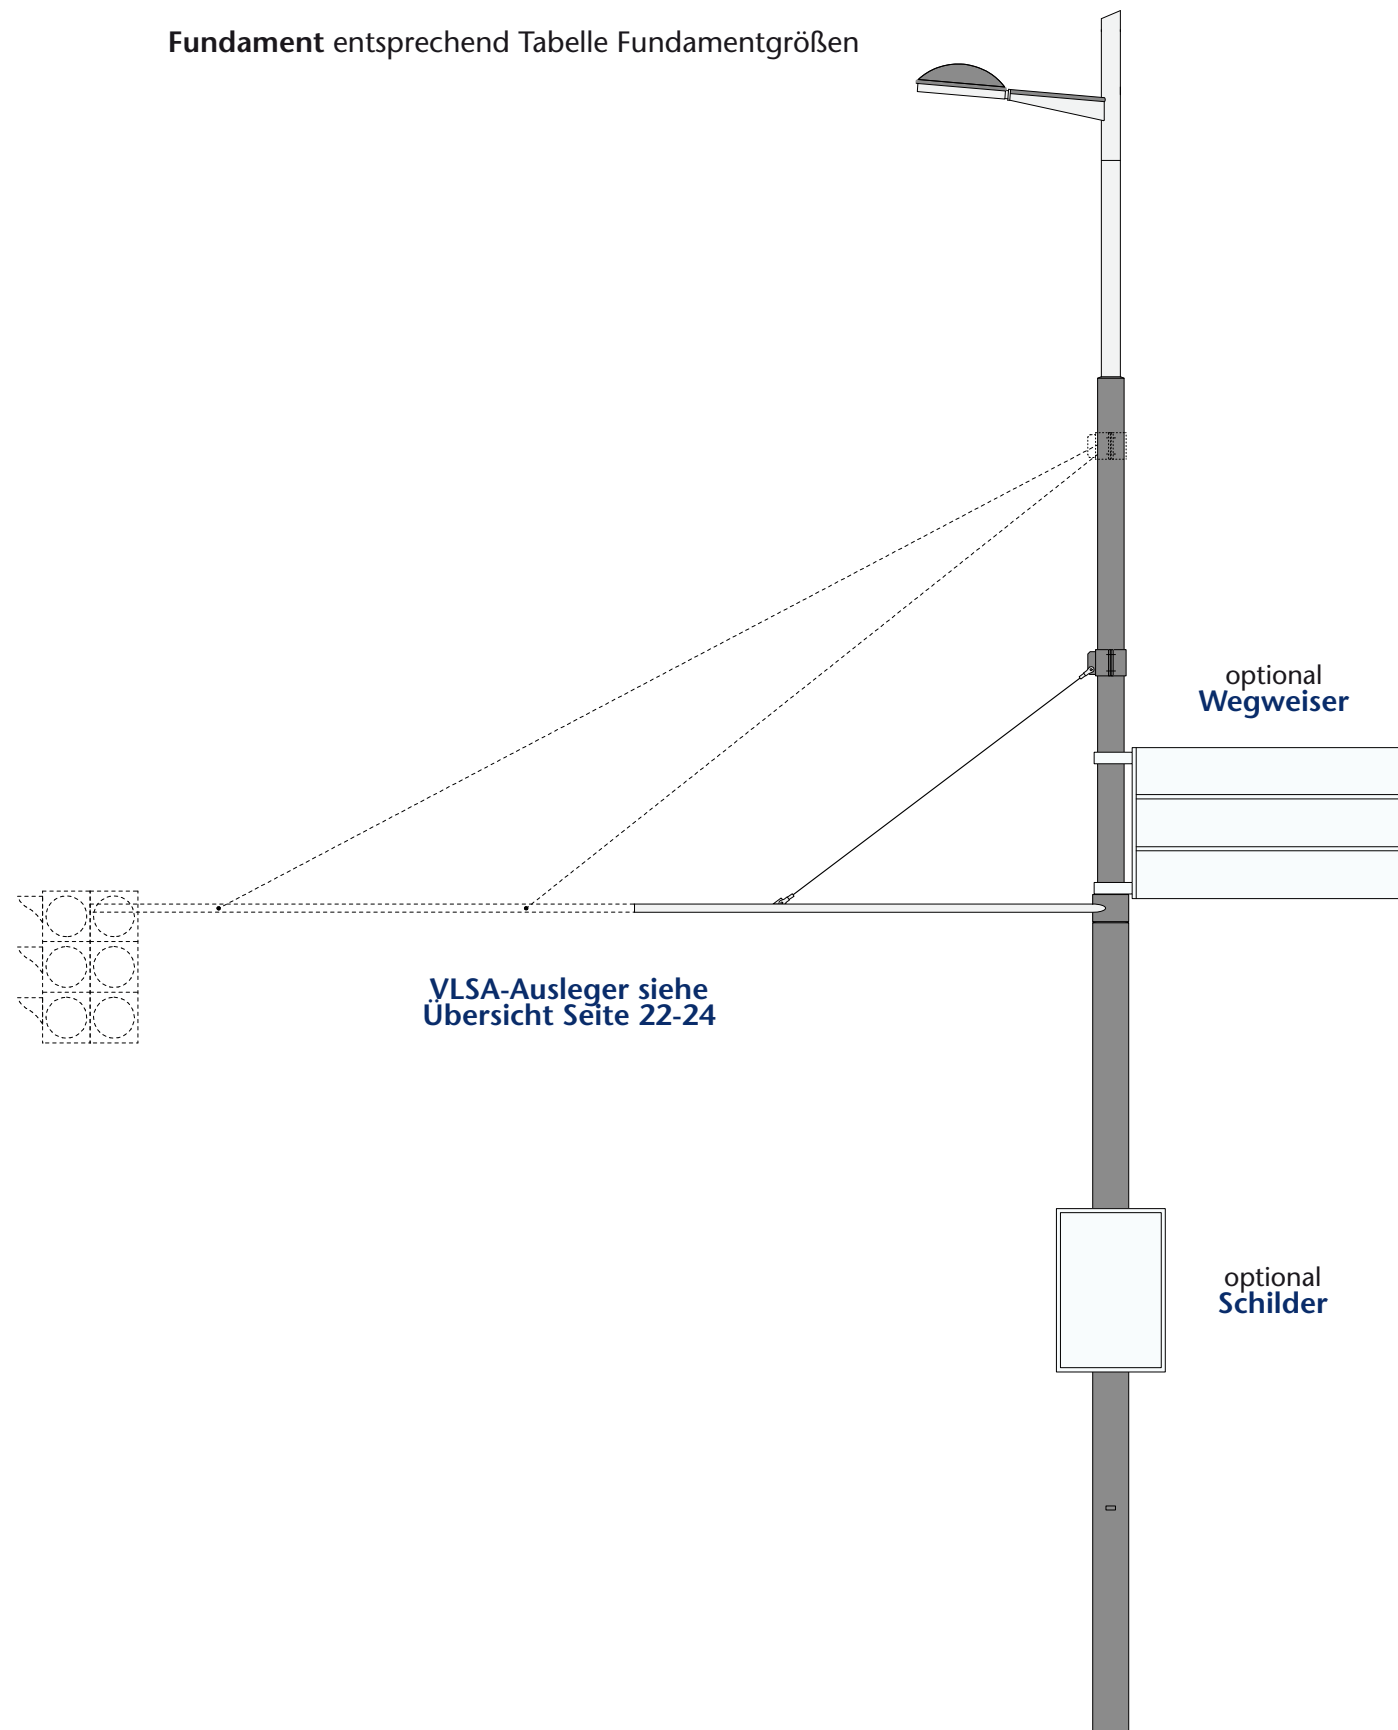 Fundament entsprechend Tabelle Fundamentgrößen
optional
Wegweiser
VLSA-Ausleger siehe
Übersicht Seite 22-24
optional
Schilder